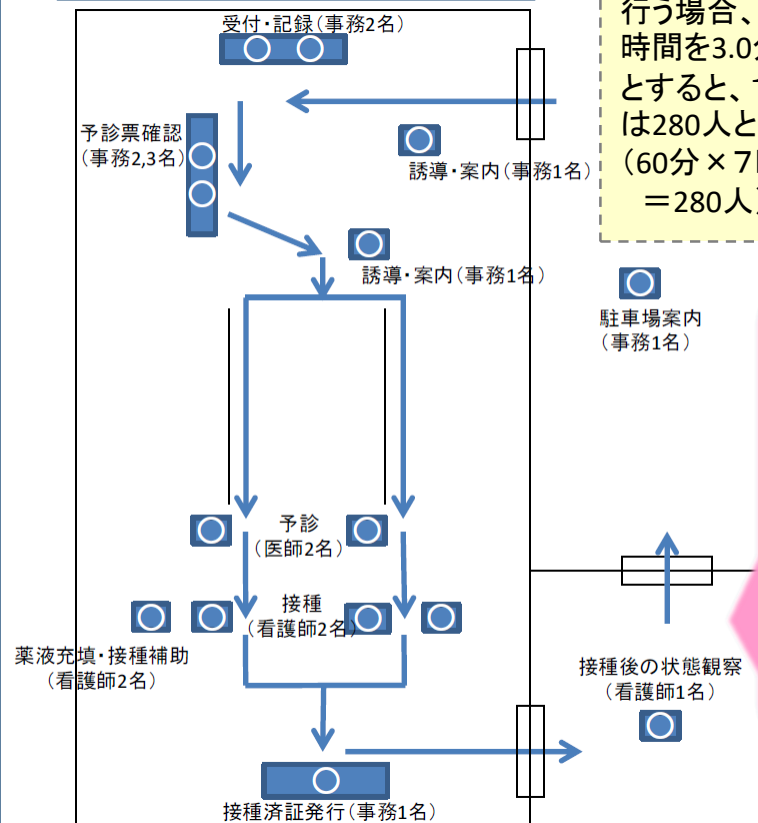 受付・記録(事務2名)
行う場合、
時間を3.0
とすると、
は280人と
(60分×7
=280人
予診票確認
(事務2,3名)
誘導・案内(事務1名)
誘導・案内(事務1名)
駐車場案内
(事務1名)
予診
(医師2名)
接種
(看護師2名)
薬液充填・接種補助
(看護師2名)
接種後の状態観察
(看護師1名)
接種済証発行(事務1名)